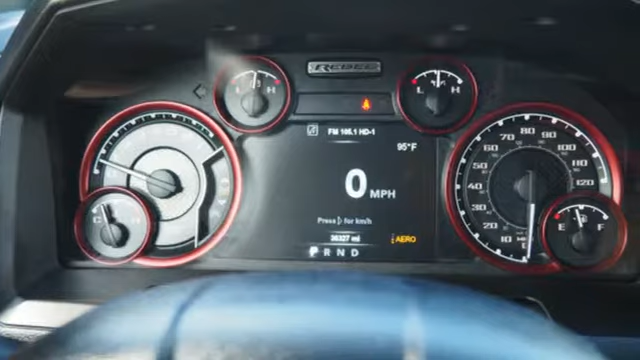 REBEL
L H
L H
FM 105.1 HD-1
95°F
0 MPH
Press for km/h
36327 mi
AERO
P R N D
C H
10
20
30
40
50
60
70
80
90
100
110
120
E F